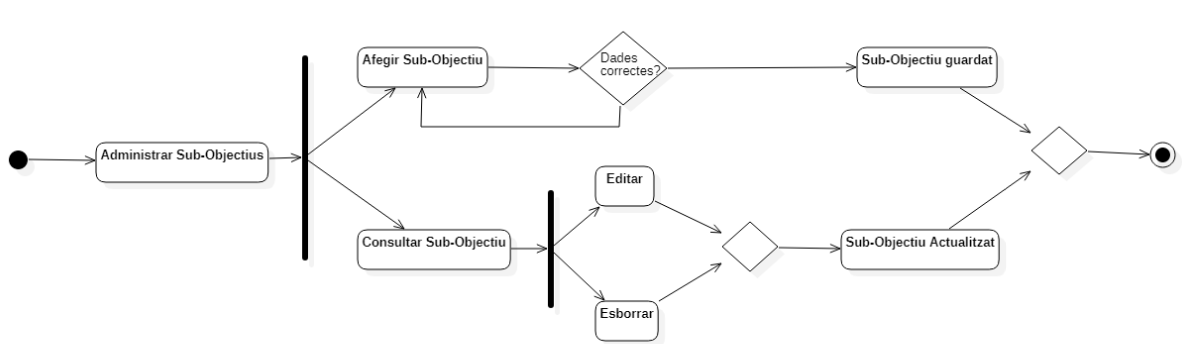 Administrar Sub-Objectius
Afegir Sub-Objectiu
Dades
correctes?
Sub-Objectiu guardat
Consultar Sub-Objectiu
Editar
Esborrar
Sub-Objectiu Actualitzat